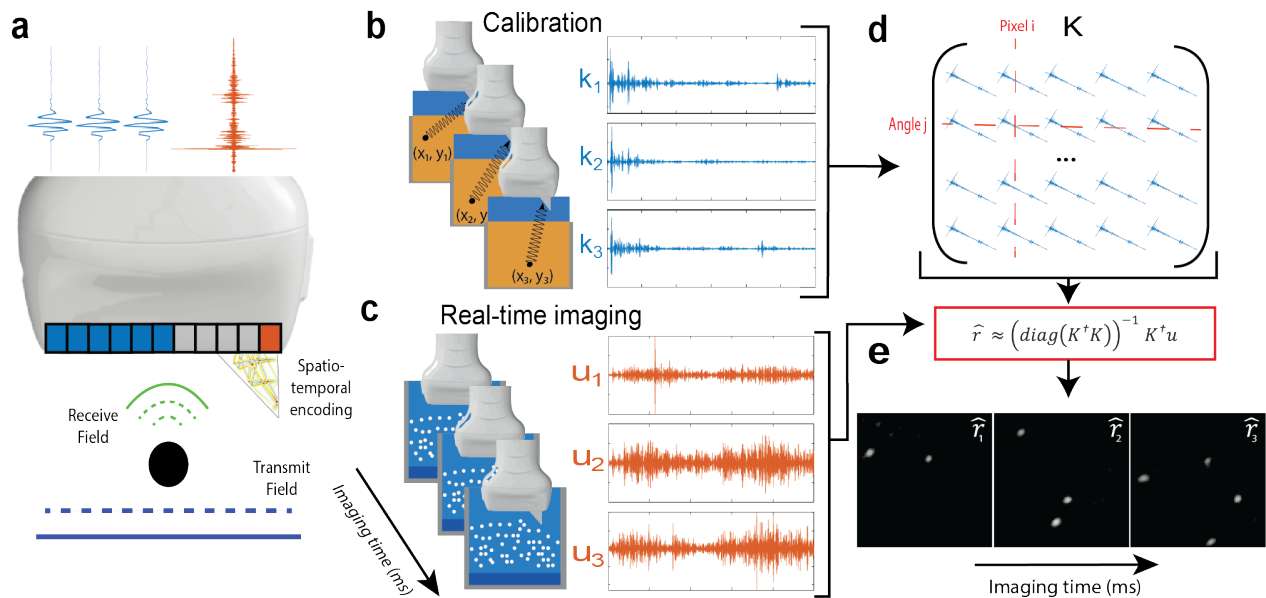 a
Receive
Field
Spatio-
temporal
encoding
Transmit
Field
b
Calibration
(x₁, y₁)
(x₂, y
(x₃, y₃)
k₁
k₂
k₃
c
Real-time imaging
Imaging time (ms)
u₁
u₂
u₃
d
Pixel i
K
Angle j
...
r̂ ≈ (diag(K†K))⁻¹ K†u
e
r̂₁
r̂₂
r̂₃
Imaging time (ms)